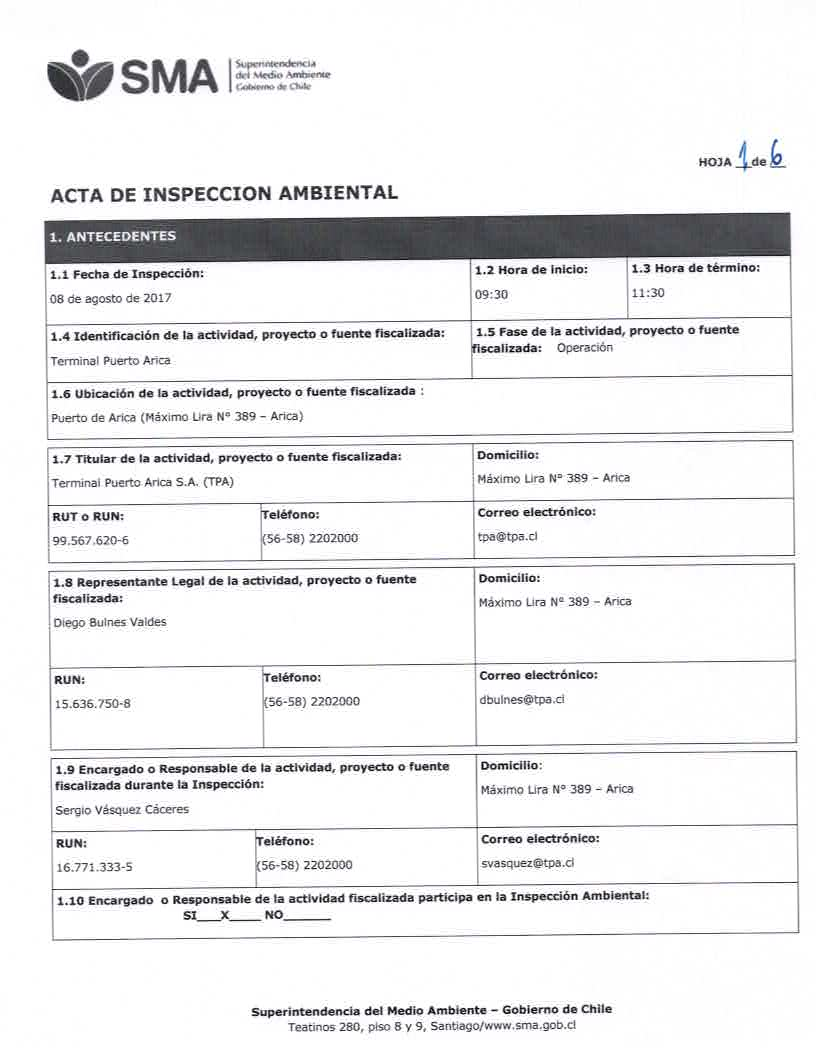 SMA
Superintendencia
del Medio Ambiente
Gobierno de Chile
HOJA 1 de 6
ACTA DE INSPECCION AMBIENTAL
1. ANTECEDENTES
1.1 Fecha de Inspección:
08 de agosto de 2017
1.2 Hora de inicio:
09:30
1.3 Hora de término:
11:30
1.4 Identificación de la actividad, proyecto o fuente fiscalizada:
Terminal Puerto Arica
1.5 Fase de la actividad, proyecto o fuente
fiscalizada: Operación
1.6 Ubicación de la actividad, proyecto o fuente fiscalizada :
Puerto de Arica (Máximo Lira N° 389 – Arica)
1.7 Titular de la actividad, proyecto o fuente fiscalizada:
Terminal Puerto Arica S.A. (TPA)
Domicilio:
Máximo Lira N° 389 – Arica
RUT o RUN:
99.567.620-6
Teléfono:
(56-58) 2202000
Correo electrónico:
tpa@tpa.cl
1.8 Representante Legal de la actividad, proyecto o fuente
fiscalizada:
Diego Bulnes Valdes
Domicilio:
Máximo Lira N° 389 – Arica
RUN:
15.636.750-8
Teléfono:
(56-58) 2202000
Correo electrónico:
dbulnes@tpa.cl
1.9 Encargado o Responsable de la actividad, proyecto o fuente
fiscalizada durante la Inspección:
Sergio Vásquez Cáceres
Domicilio:
Máximo Lira N° 389 – Arica
RUN:
16.771.333-5
Teléfono:
(56-58) 2202000
Correo electrónico:
svasquez@tpa.cl
1.10 Encargado o Responsable de la actividad fiscalizada participa en la Inspección Ambiental:
SI___X____ NO______
Superintendencia del Medio Ambiente – Gobierno de Chile
Teatinos 280, piso 8 y 9, Santiago/www.sma.gob.cl